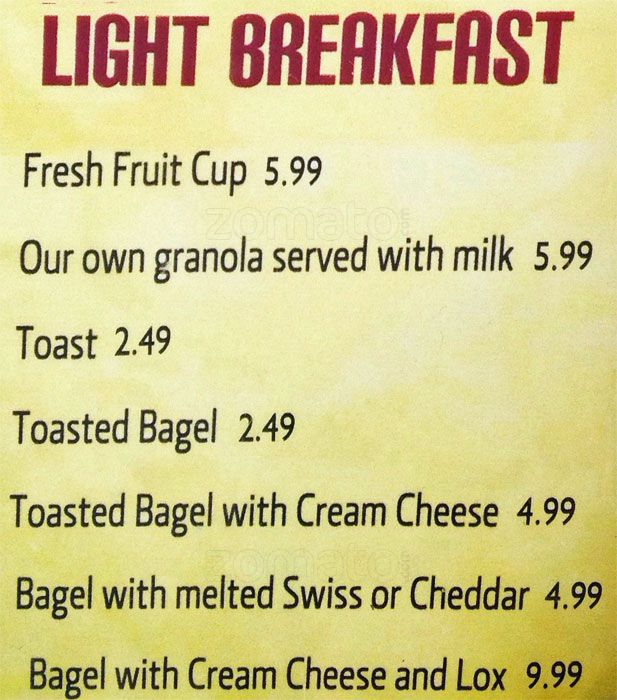 LIGHT BREAKFAST
Fresh Fruit Cup 5.99
zomato
Our own granola served with milk 5.99
Toast 2.49
Toasted Bagel 2.49
Toasted Bagel with Cream Cheese 4.99
zomato
Bagel with melted Swiss or Cheddar 4.99
Bagel with Cream Cheese and Lox 9.99